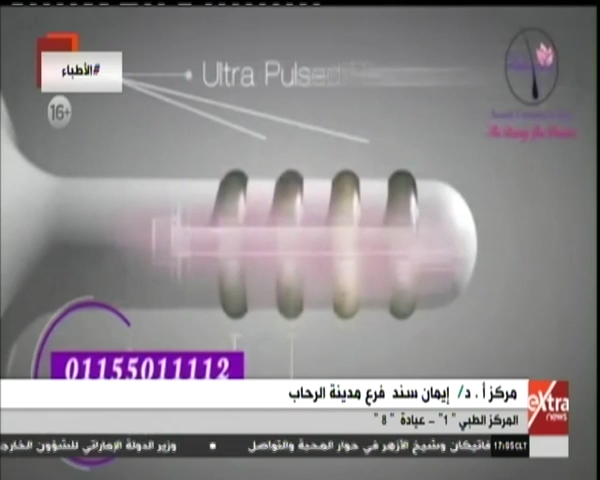 #الأطباء
Ultra Pulsed
16+
01155011112
مركز أ . د/ إيمان سند فرع مدينة الرحاب
المركز الطبي "1" – عيادة "8"
extra
news
17:05CLT
فاتيكان وشيخ الأزهر في حوار المحبة والتواصل
وزير الدولة الإماراتي للشؤون الخارج